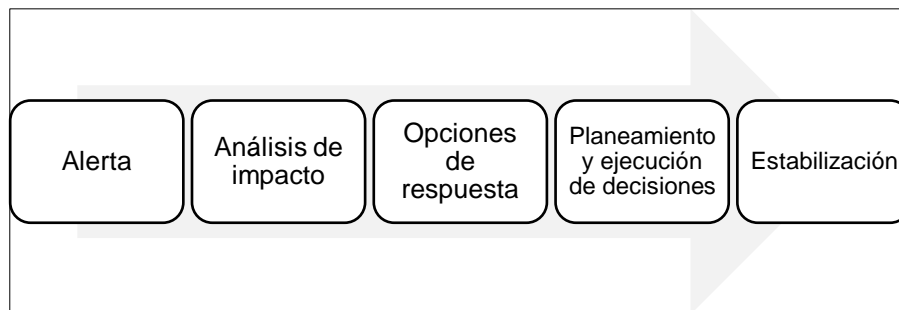 Alerta
Análisis de
impacto
Opciones
de
respuesta
Planeamiento
y ejecución
de decisiones
Estabilización